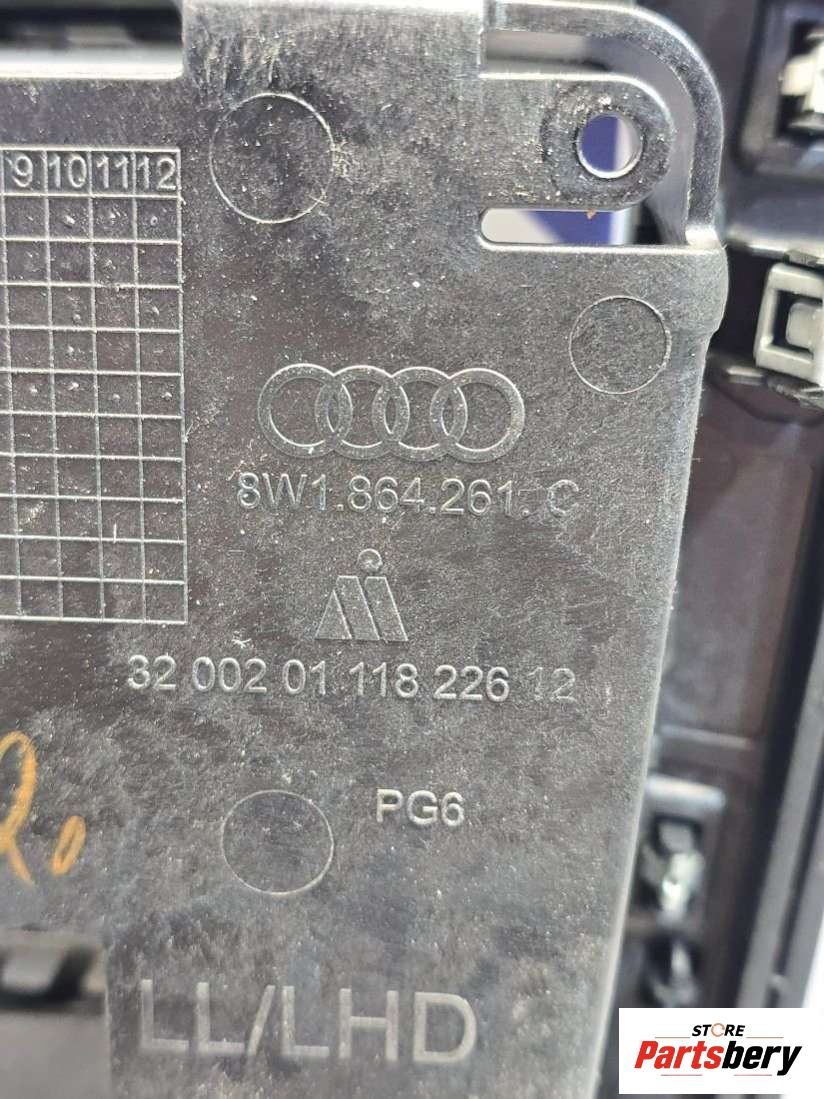 9 10 11 12
8W1.864.261. C
32 002 01 118 226 12
PG6
LL/LHD
STORE
Partsbery